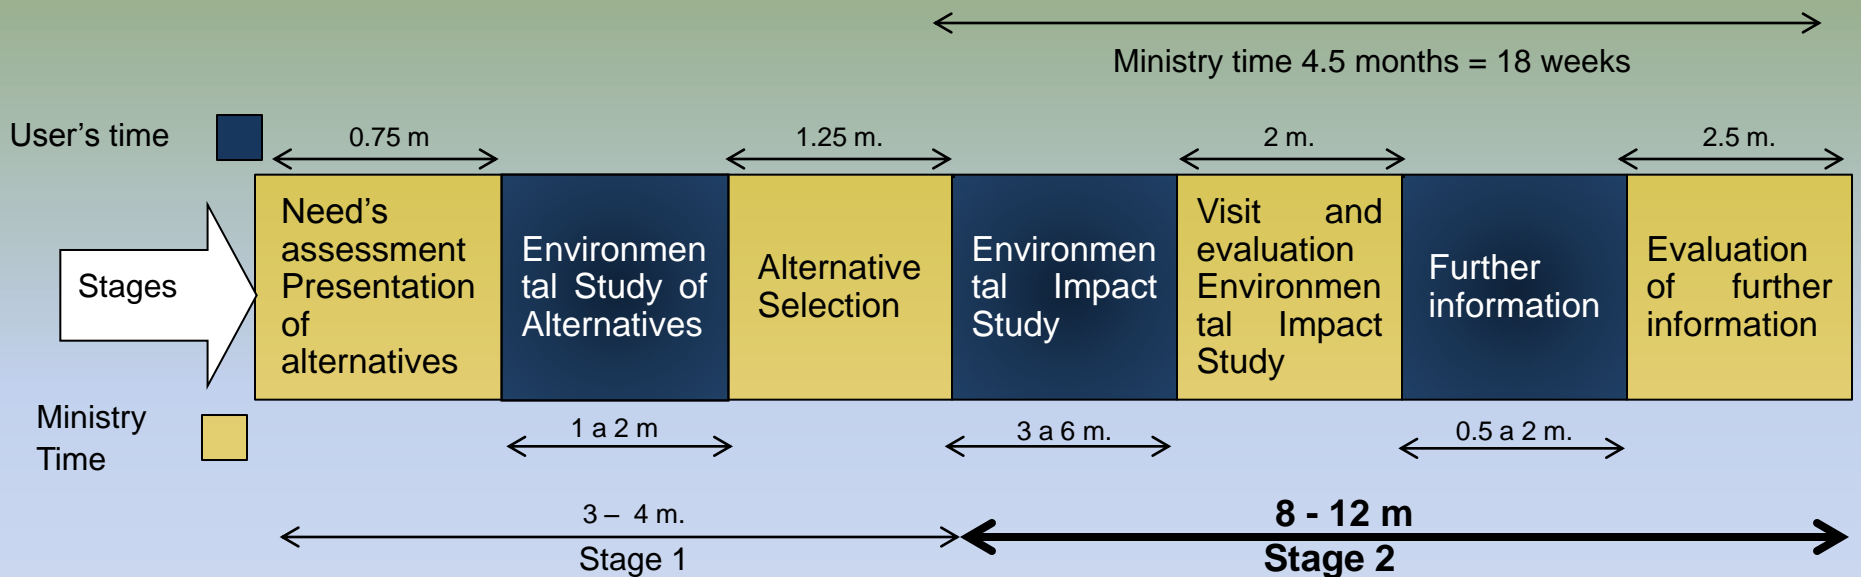 Ministry time 4.5 months = 18 weeks
User’s time
0.75 m
1.25 m.
2 m.
2.5 m.
Stages
Need’s
assessment
Presentation
of
alternatives
Environmen
tal Study of
Alternatives
Alternative
Selection
Environmen
tal Impact
Study
Visit and
evaluation
Environmen
tal Impact
Study
Further
information
Evaluation
of further
information
Ministry
Time
1 a 2 m
3 a 6 m.
0.5 a 2 m.
3 – 4 m.
Stage 1
8 - 12 m
Stage 2